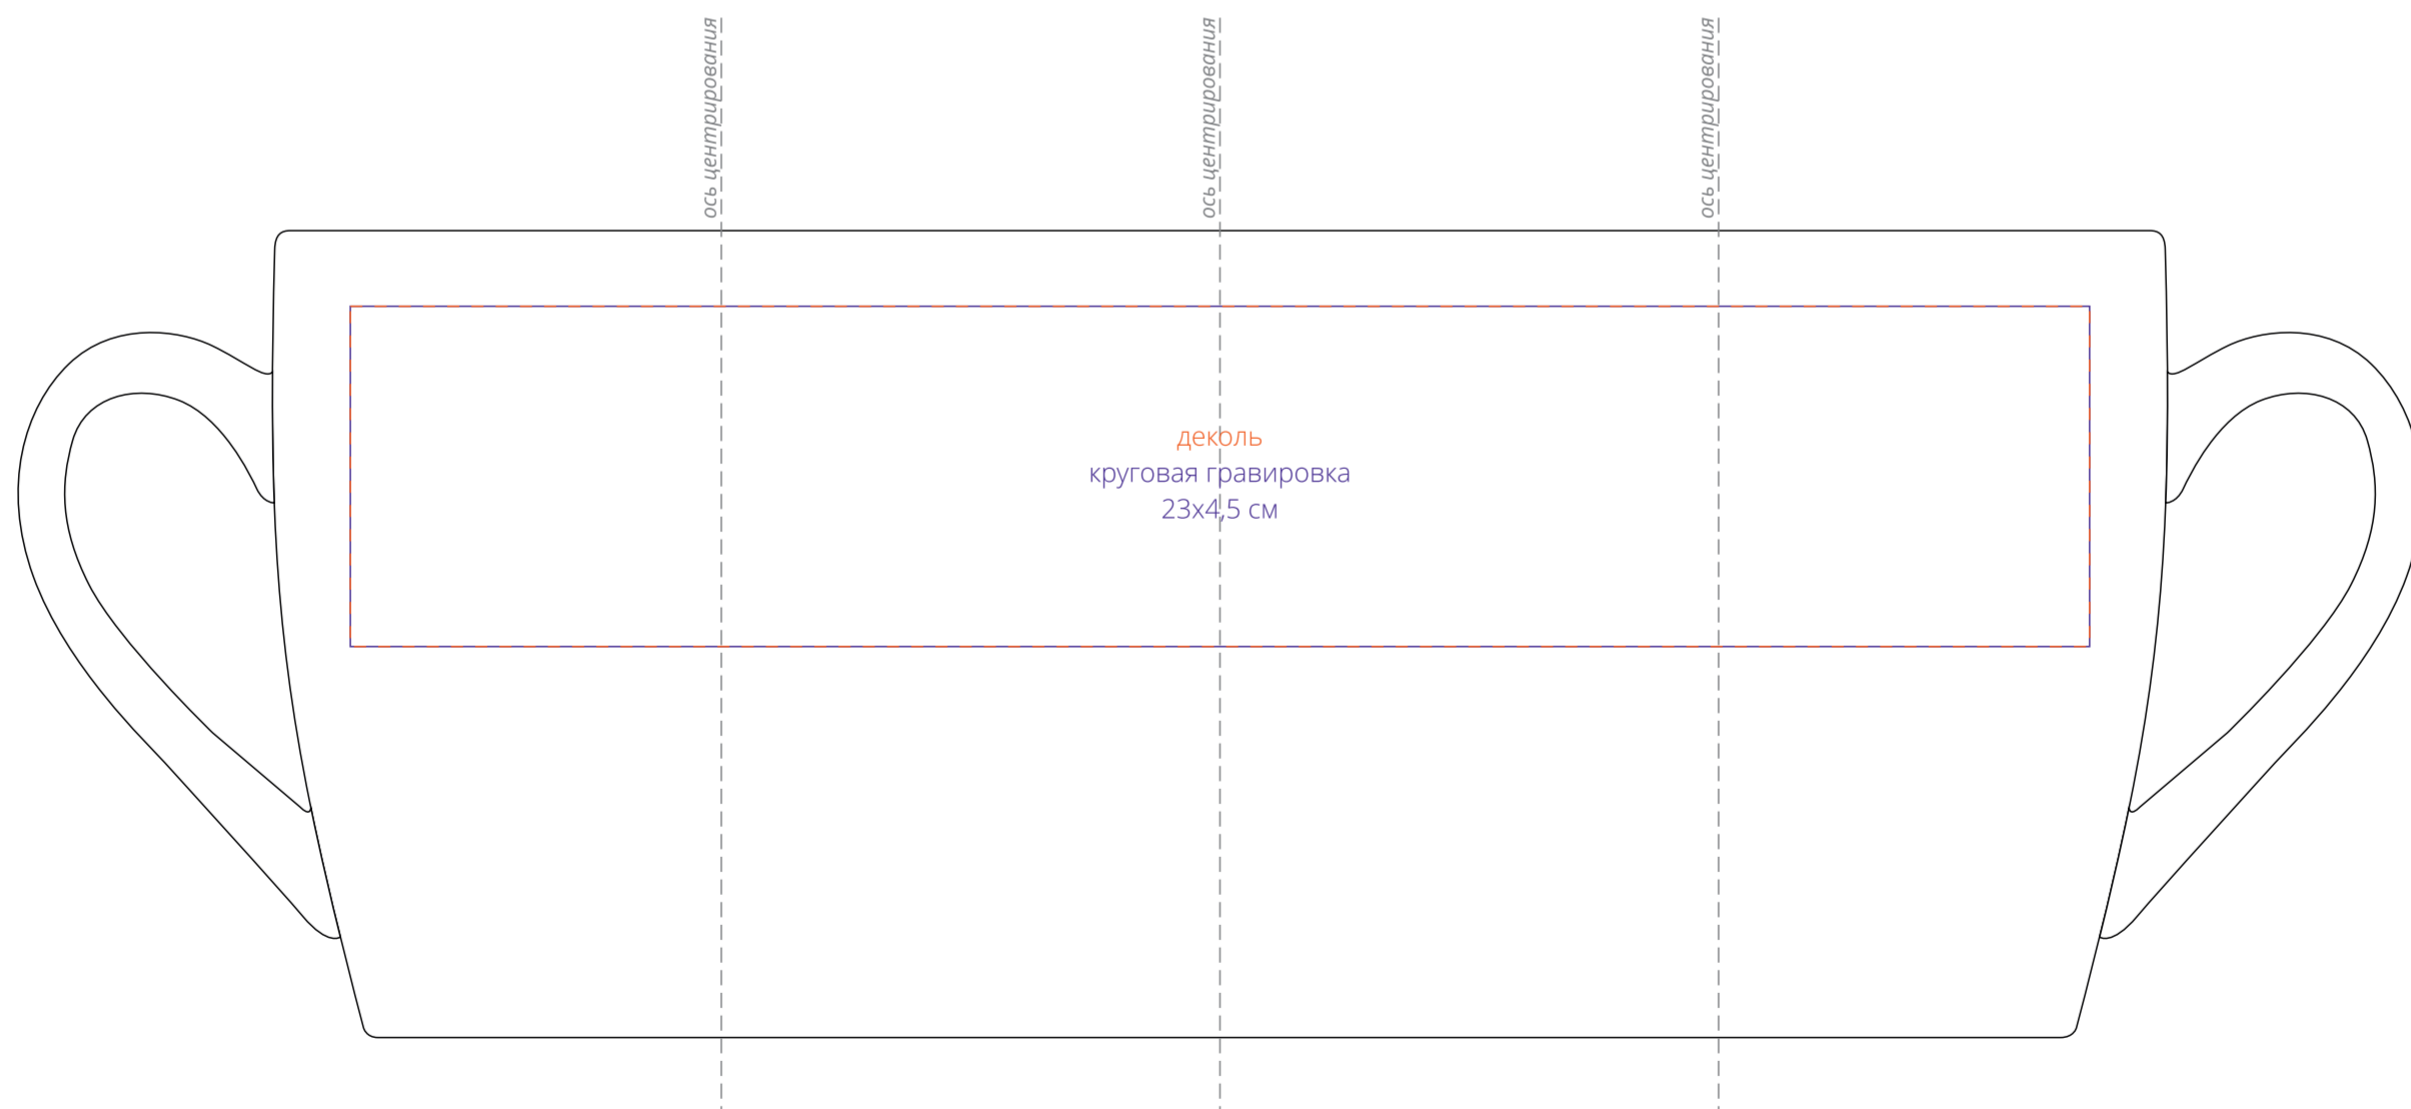 ось центрирования
ось центрирования
ось центрирования
деколь
круговая гравировка
23х4,5 см